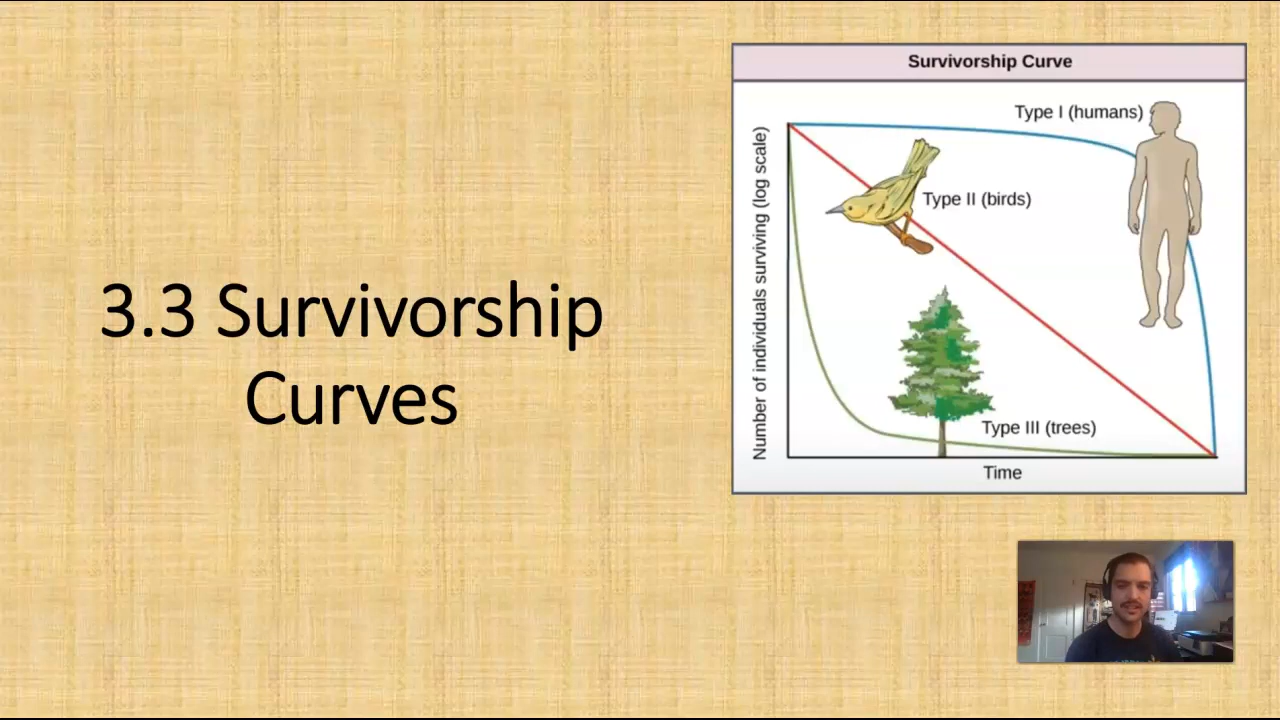 3.3 Survivorship
Curves
Survivorship Curve
Type I (humans)
Type II (birds)
Type III (trees)
Number of individuals surviving (log scale)
Time